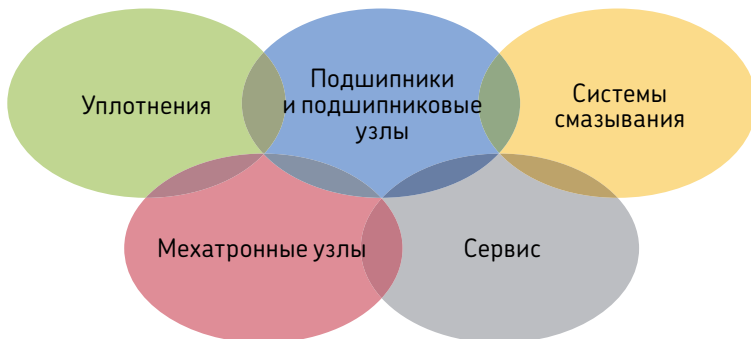 Уплотнения
Подшипники
и подшипниковые
узлы
Системы
смазывания
Мехатронные узлы
Сервис